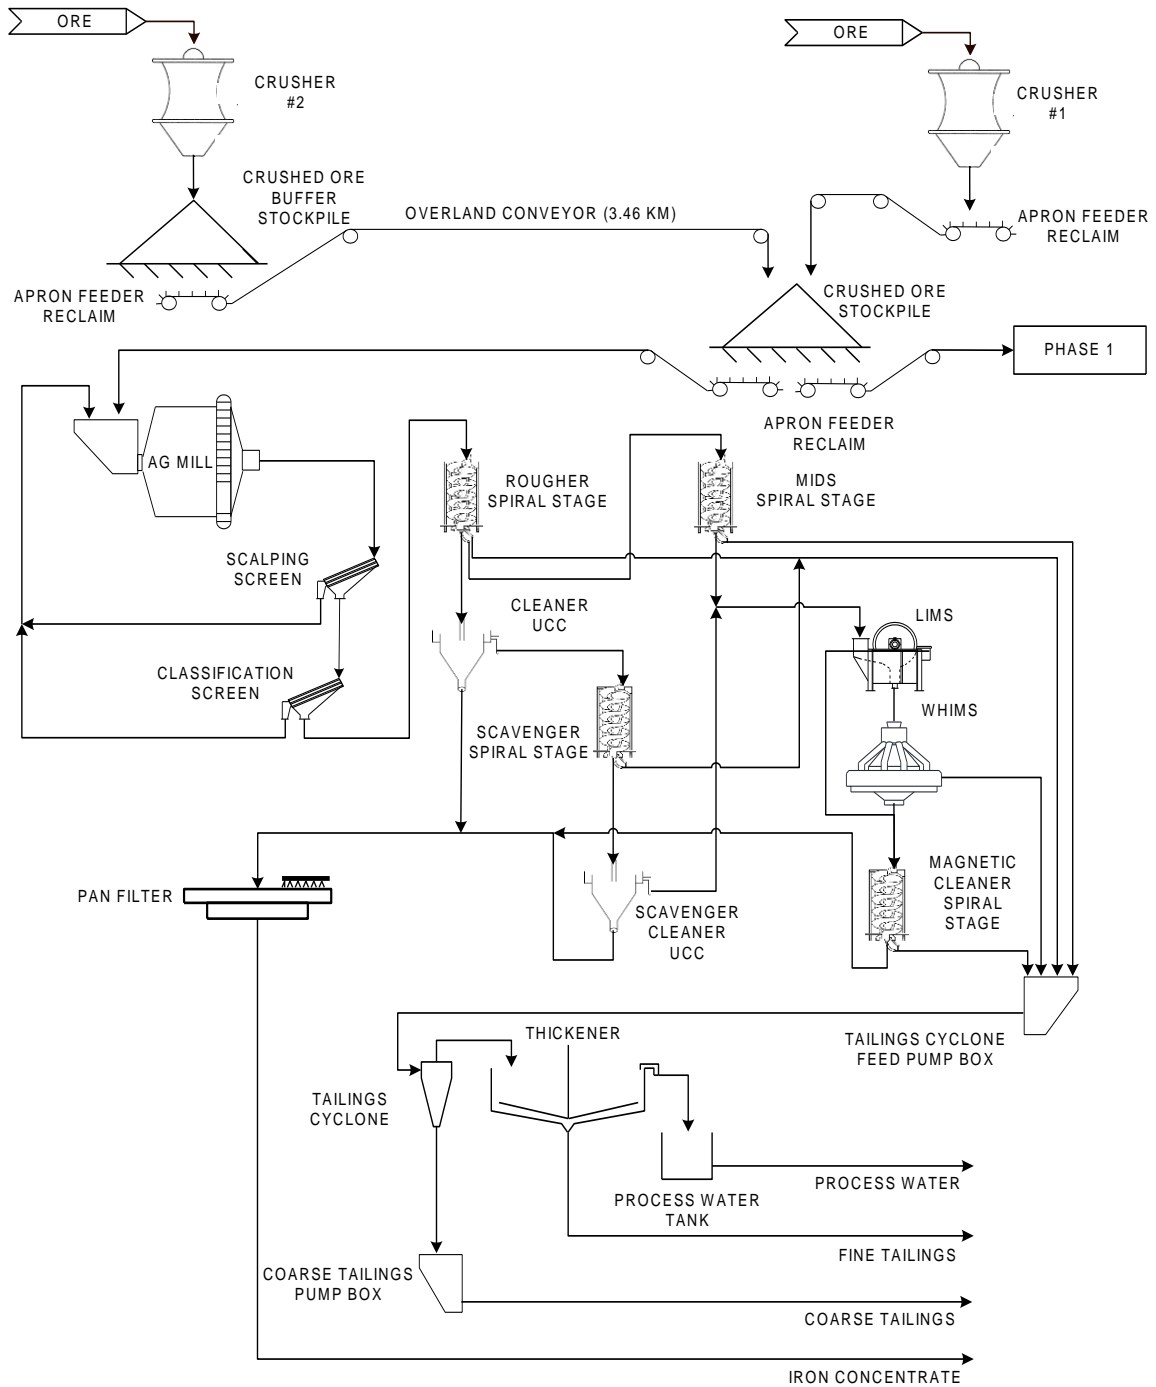 ORE
ORE
CRUSHER
#2
CRUSHER
#1
CRUSHED ORE
BUFFER
STOCKPILE
OVERLAND CONVEYOR (3.46 KM)
APRON FEEDER
RECLAIM
APRON FEEDER
RECLAIM
CRUSHED ORE
STOCKPILE
PHASE 1
APRON FEEDER
RECLAIM
AG MILL
ROUGHER
SPIRAL STAGE
MIDS
SPIRAL STAGE
SCALPING
SCREEN
CLEANER
UCC
LIMS
CLASSIFICATION
SCREEN
WHIMS
SCAVENGER
SPIRAL STAGE
MAGNETIC
CLEANER
SPIRAL
STAGE
PAN FILTER
SCAVENGER
CLEANER
UCC
THICKENER
TAILINGS CYCLONE
FEED PUMP BOX
TAILINGS
CYCLONE
PROCESS WATER
TANK
PROCESS WATER
FINE TAILINGS
COARSE TAILINGS
PUMP BOX
COARSE TAILINGS
IRON CONCENTRATE